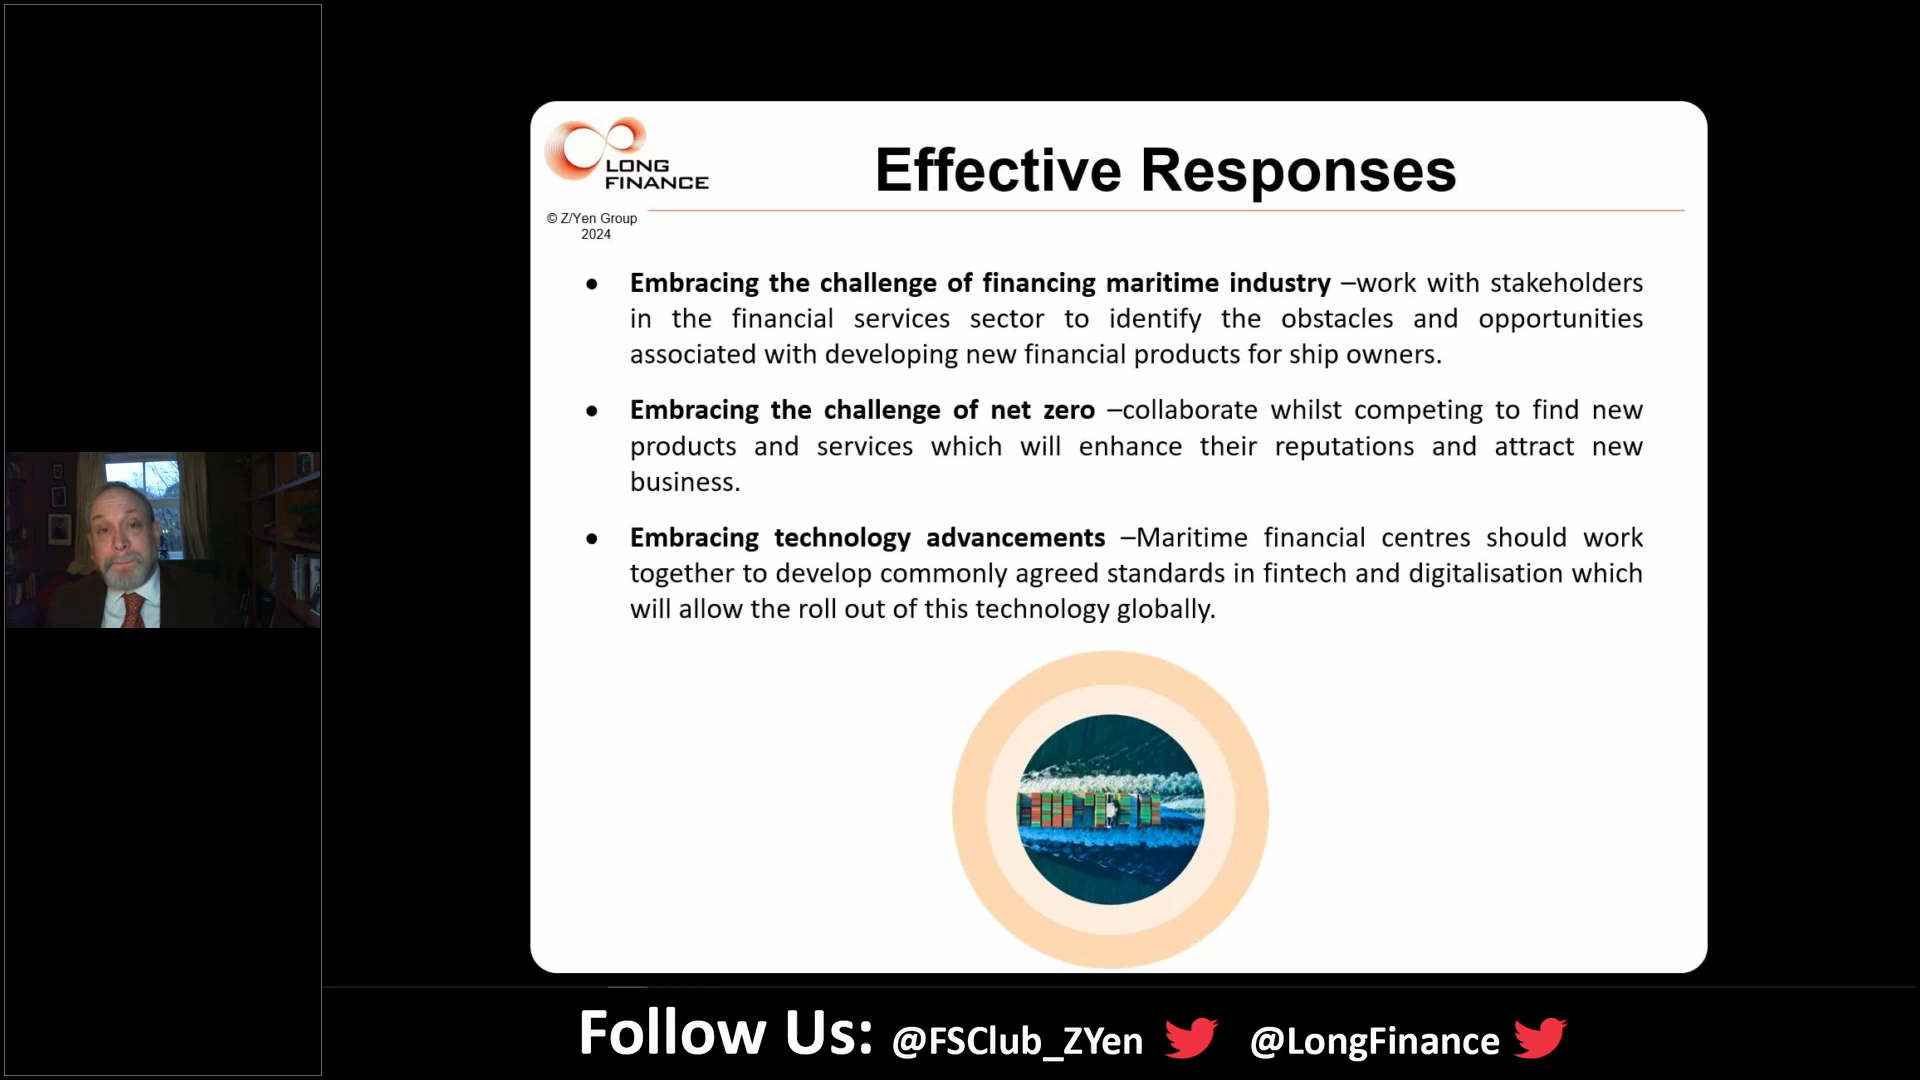 LONG
FINANCE
Effective Responses
© Z/Yen Group
2024
● Embracing the challenge of financing maritime industry –work with stakeholders
in the financial services sector to identify the obstacles and opportunities
associated with developing new financial products for ship owners.
● Embracing the challenge of net zero –collaborate whilst competing to find new
products and services which will enhance their reputations and attract new
business.
● Embracing technology advancements –Maritime financial centres should work
together to develop commonly agreed standards in fintech and digitalisation which
will allow the roll out of this technology globally.
Follow Us: @FSClub_ZYen @LongFinance